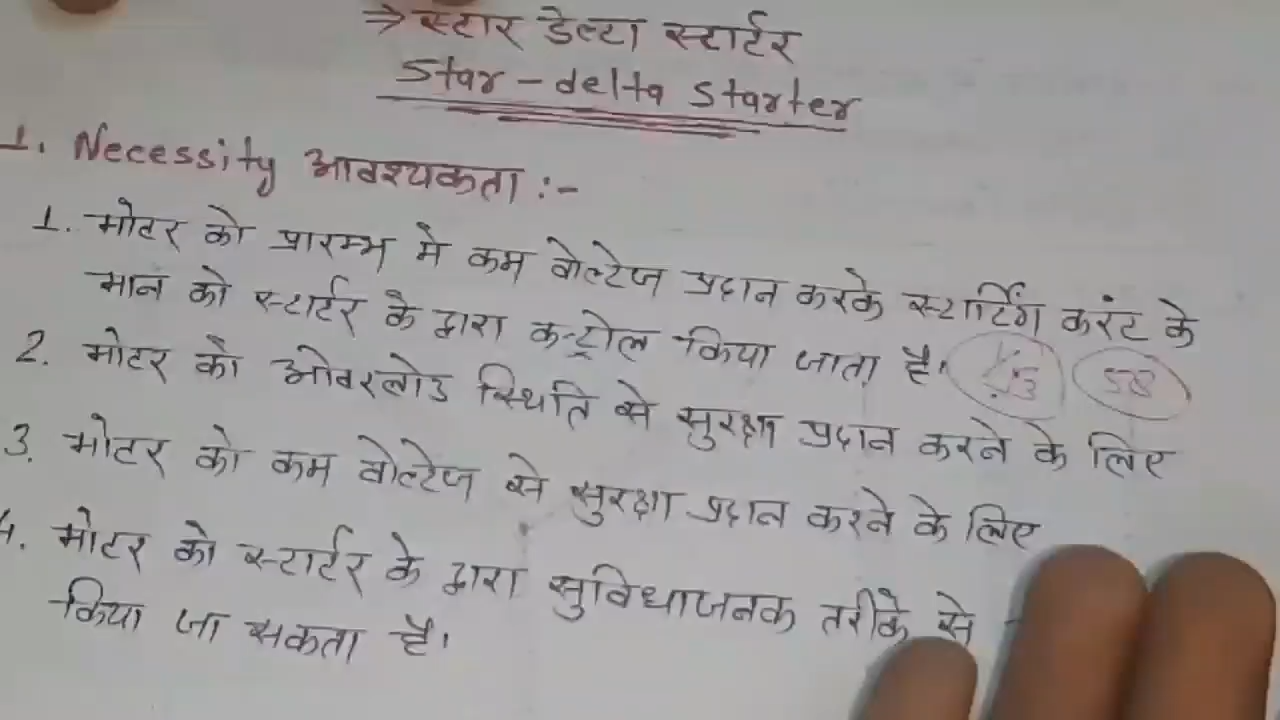 → स्टार डेल्टा स्टार्टर
Star - delta starter
1. Necessity आवश्यकता :-
1. मोटर को प्रारम्भ मे कम वोल्टेज प्रदान करके स्टार्टिंग करंट के
मान को स्टार्टर के द्वारा कन्ट्रोल किया जाता है।
2. मोटर को ओवरलोड स्थिति से सुरक्षा प्रदान करने के लिए
3. मोटर को कम वोल्टेज से सुरक्षा प्रदान करने के लिए
4. मोटर को स्टार्टर के द्वारा सुविधाजनक तरीके से
किया जा सकता है।